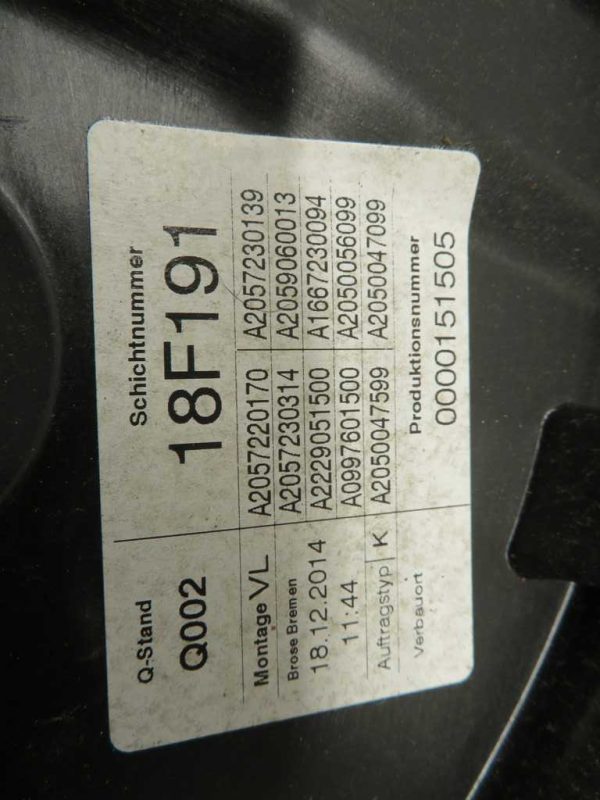 Q-Stand Schichtnummer
Q002 18F191
Montage VL A2057220170 A2057230139
Brose Bremen A2057230314 A2059060013
18.12.2014 A2229051500 A1667230094
11:44 A0997601500 A2050056099
Auftragstyp K A2050047599 A2050047099
Verbauort Produktionsnummer
0000151505